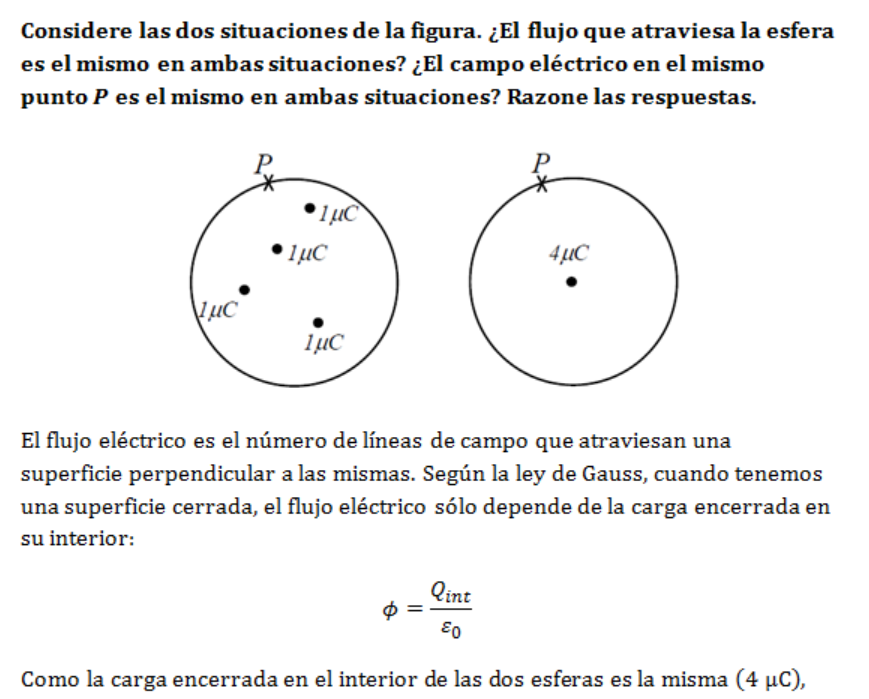 Considere las dos situaciones de la figura. ¿El flujo que atraviesa la esfera
es el mismo en ambas situaciones? ¿El campo eléctrico en el mismo
punto P es el mismo en ambas situaciones? Razone las respuestas.
P
P
1μC
1μC
4μC
1μC
1μC
El flujo eléctrico es el número de líneas de campo que atraviesan una
superficie perpendicular a las mismas. Según la ley de Gauss, cuando tenemos
una superficie cerrada, el flujo eléctrico sólo depende de la carga encerrada en
su interior:
ϕ = Q_int / ε_0
Como la carga encerrada en el interior de las dos esferas es la misma (4 μC),